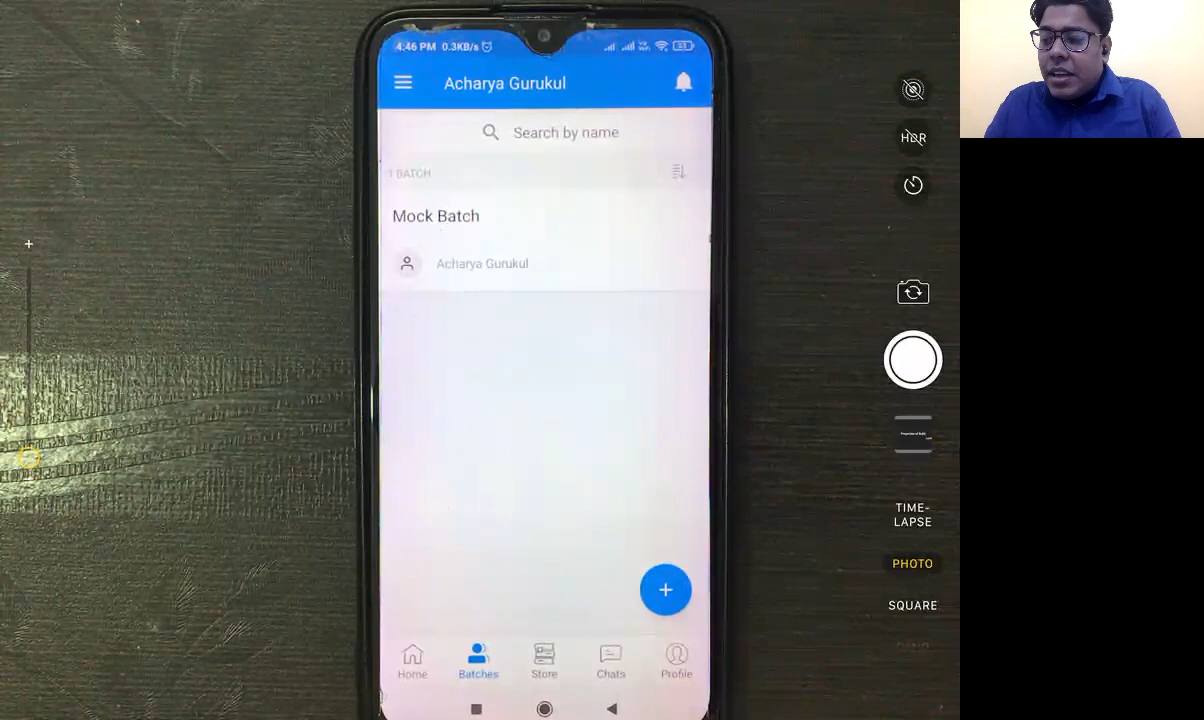 4:46 PM 0.3KB/s
Acharya Gurukul
Search by name
1 BATCH
Mock Batch
Acharya Gurukul
Home
Batches
Store
Chats
Profile
HDR
TIME-
LAPSE
PHOTO
SQUARE